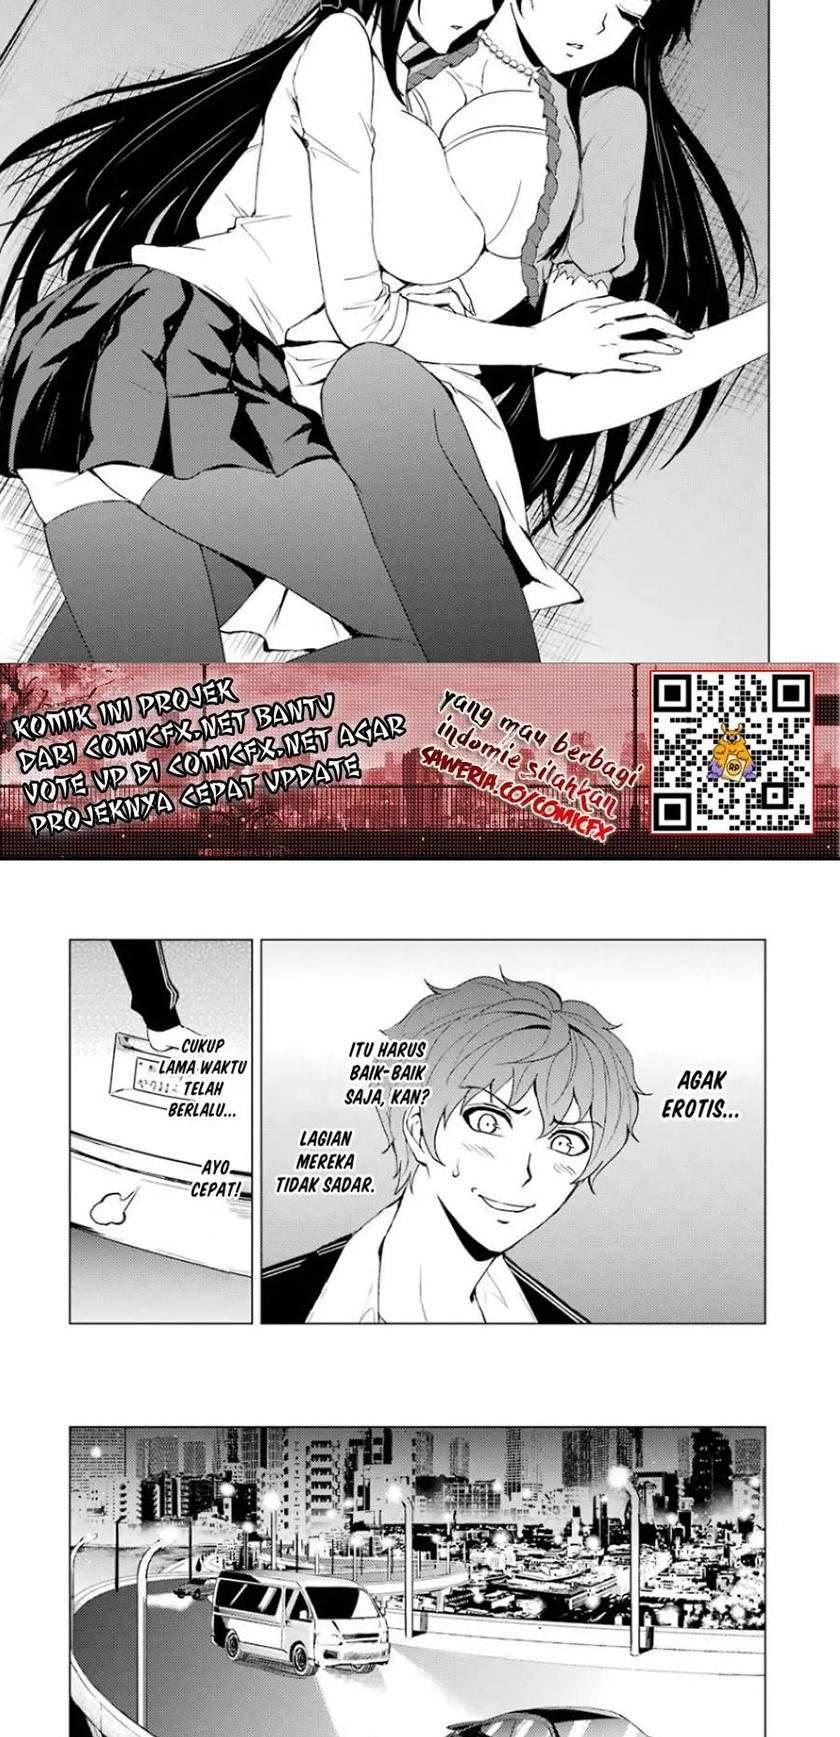 KOMIK INI PROJEK
DARI COMICFX.NET BANTU
VOTE UP DI COMICFX.NET AGAR
PROJEKNYA CEPAT UPDATE
yang mau berbagi
indomie silahkan
SAWERIA.CO/COMICFX
RP
AGAK
EROTIS...
ITU HARUS
BAIK-BAIK
SAJA, KAN?
LAGIAN
MEREKA
TIDAK SADAR.
CUKUP
LAMA WAKTU
TELAH
BERLALU...
AYO
CEPAT!